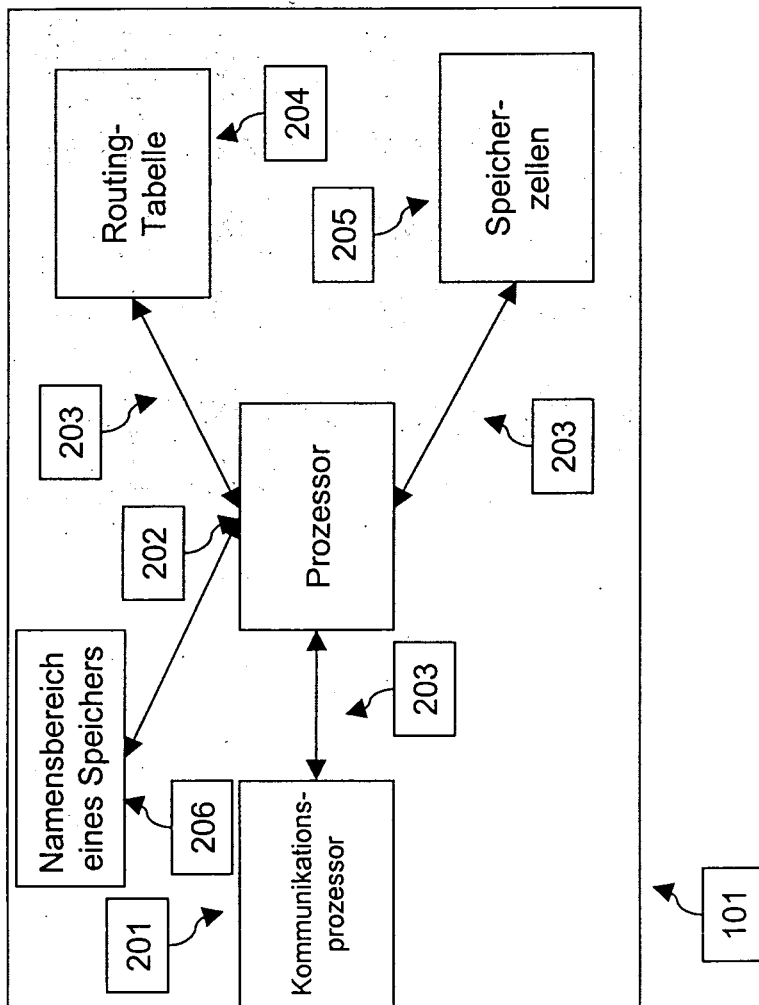 Namensbereich
eines Speichers
203
Routing-
Tabelle
201
206
202
204
Kommunikations-
prozessor
Prozessor
205
203
203
Speicher-
zellen
101